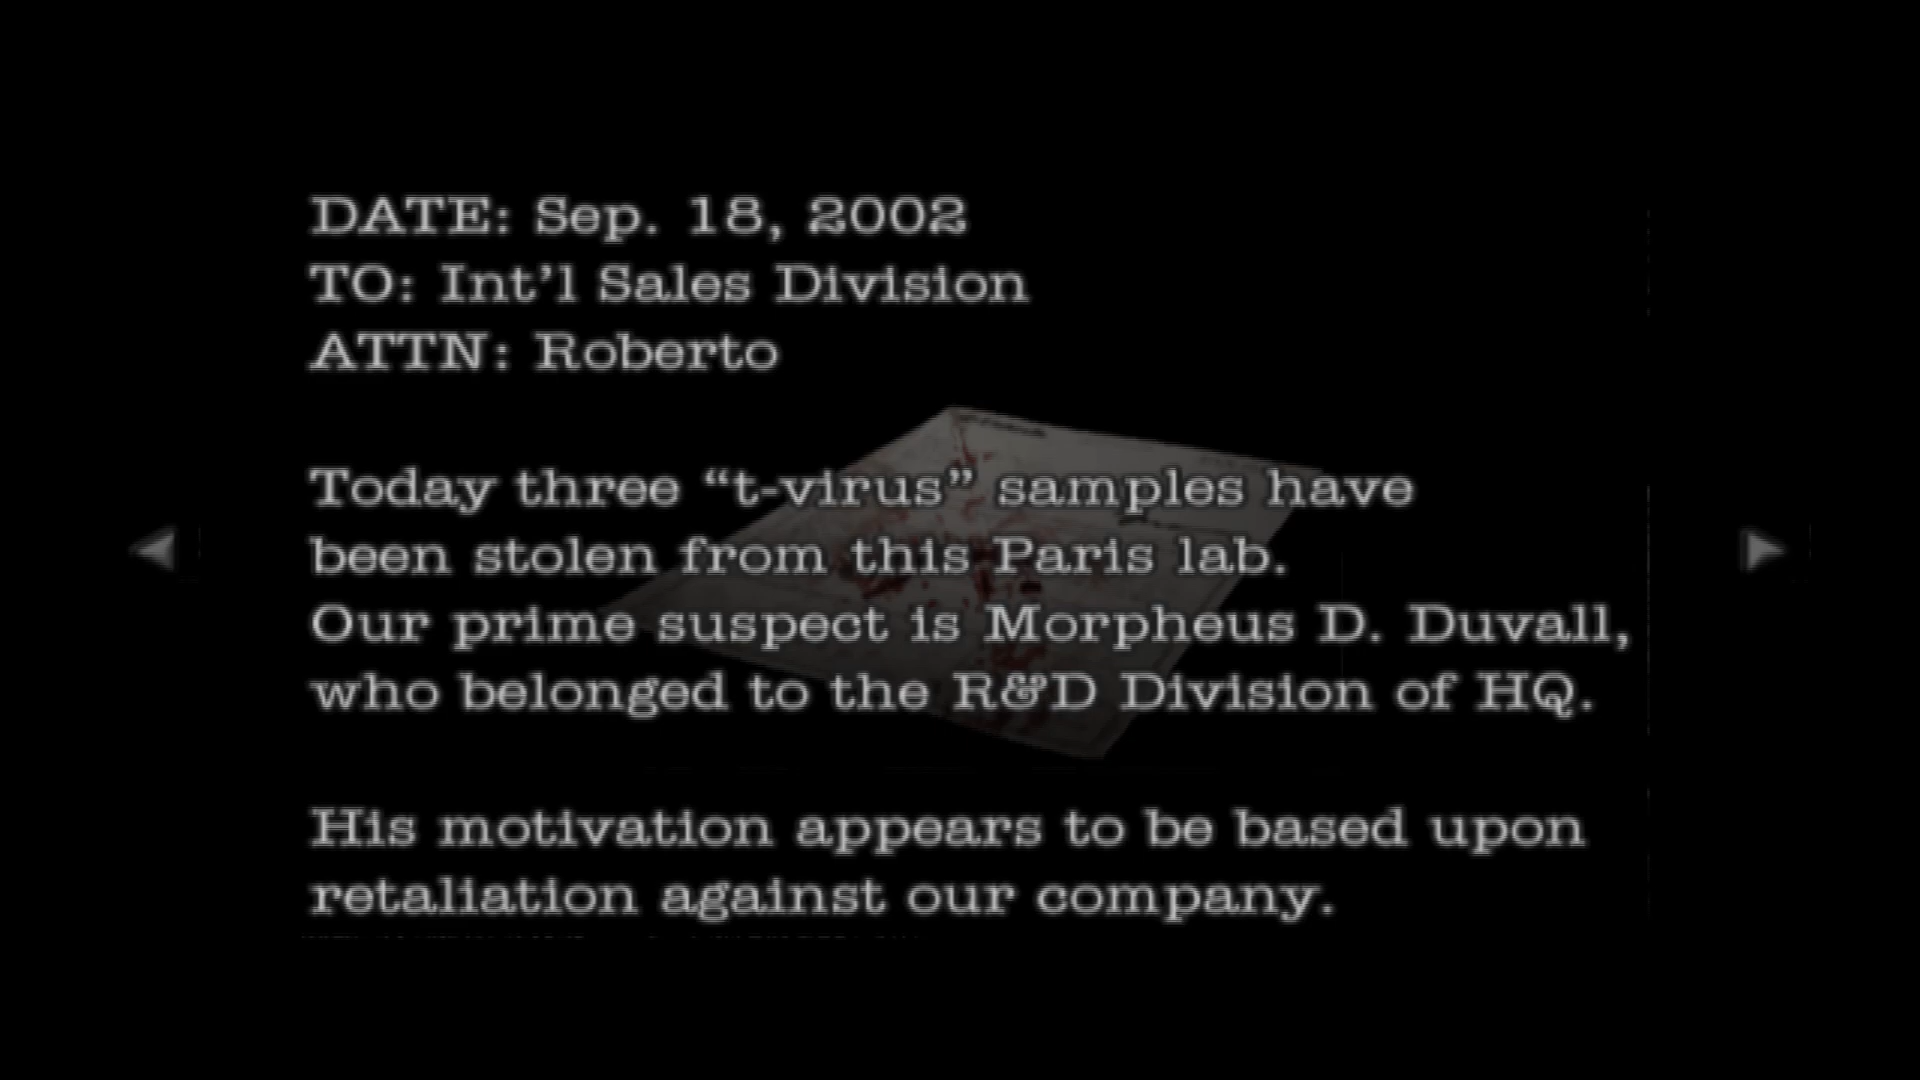 DATE: Sep. 18, 2002
TO: Int’l Sales Division
ATTN: Roberto
Today three “t-virus” samples have
been stolen from this Paris lab.
Our prime suspect is Morpheus D. Duvall,
who belonged to the R&D Division of HQ.
His motivation appears to be based upon
retaliation against our company.